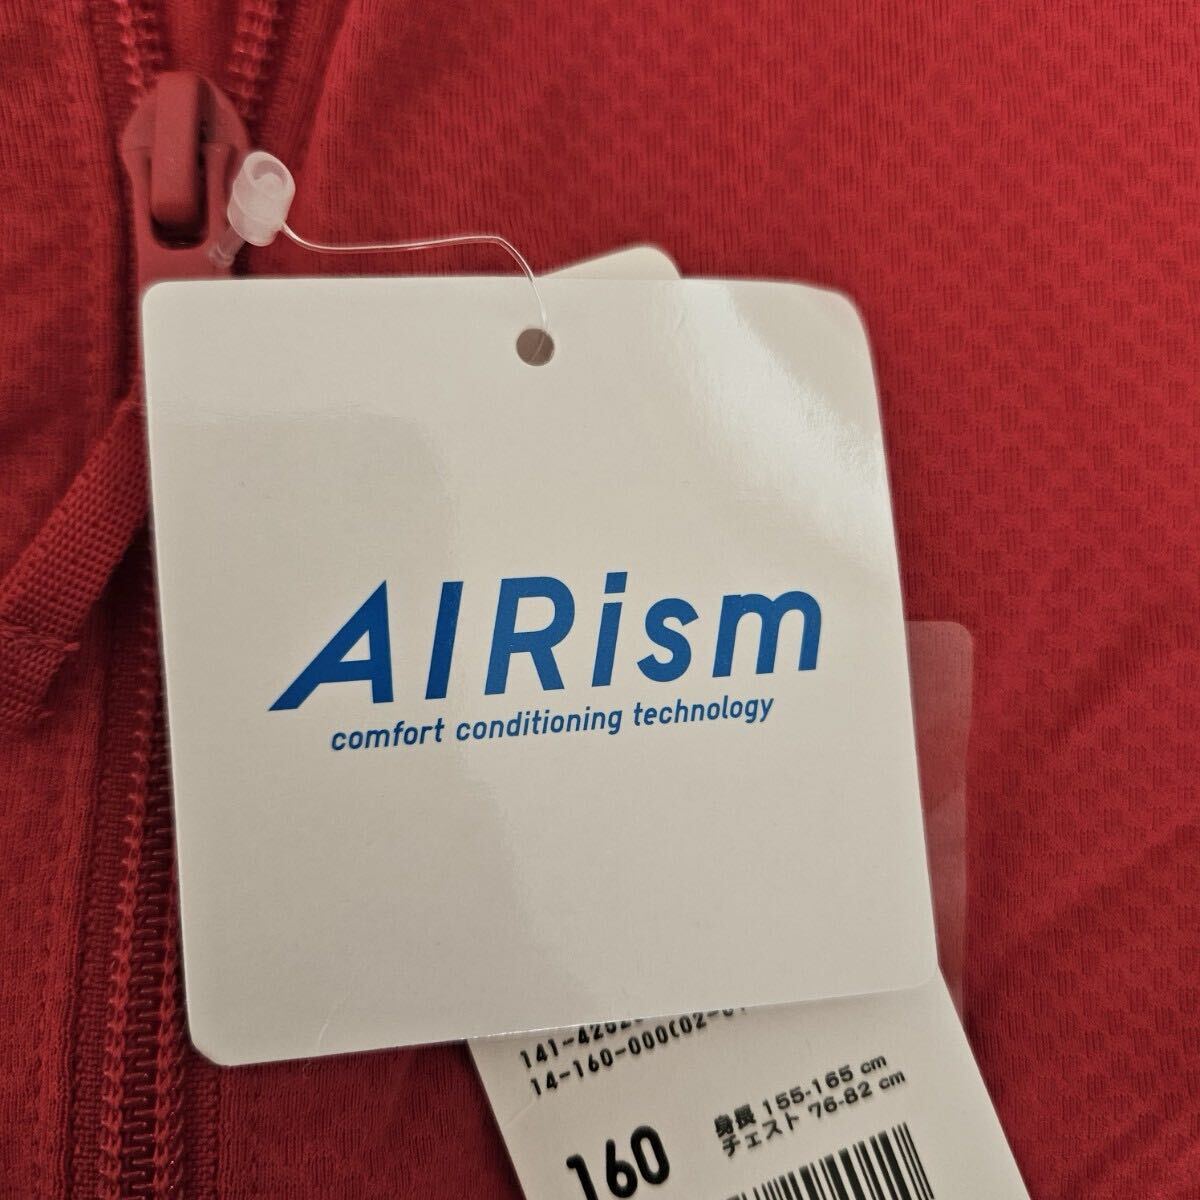 AIRism
comfort conditioning technology
14-160-000(02-
160
身長 155-165 cm
チェスト 76-82 cm